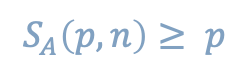 S_A(p,n) ≥ p